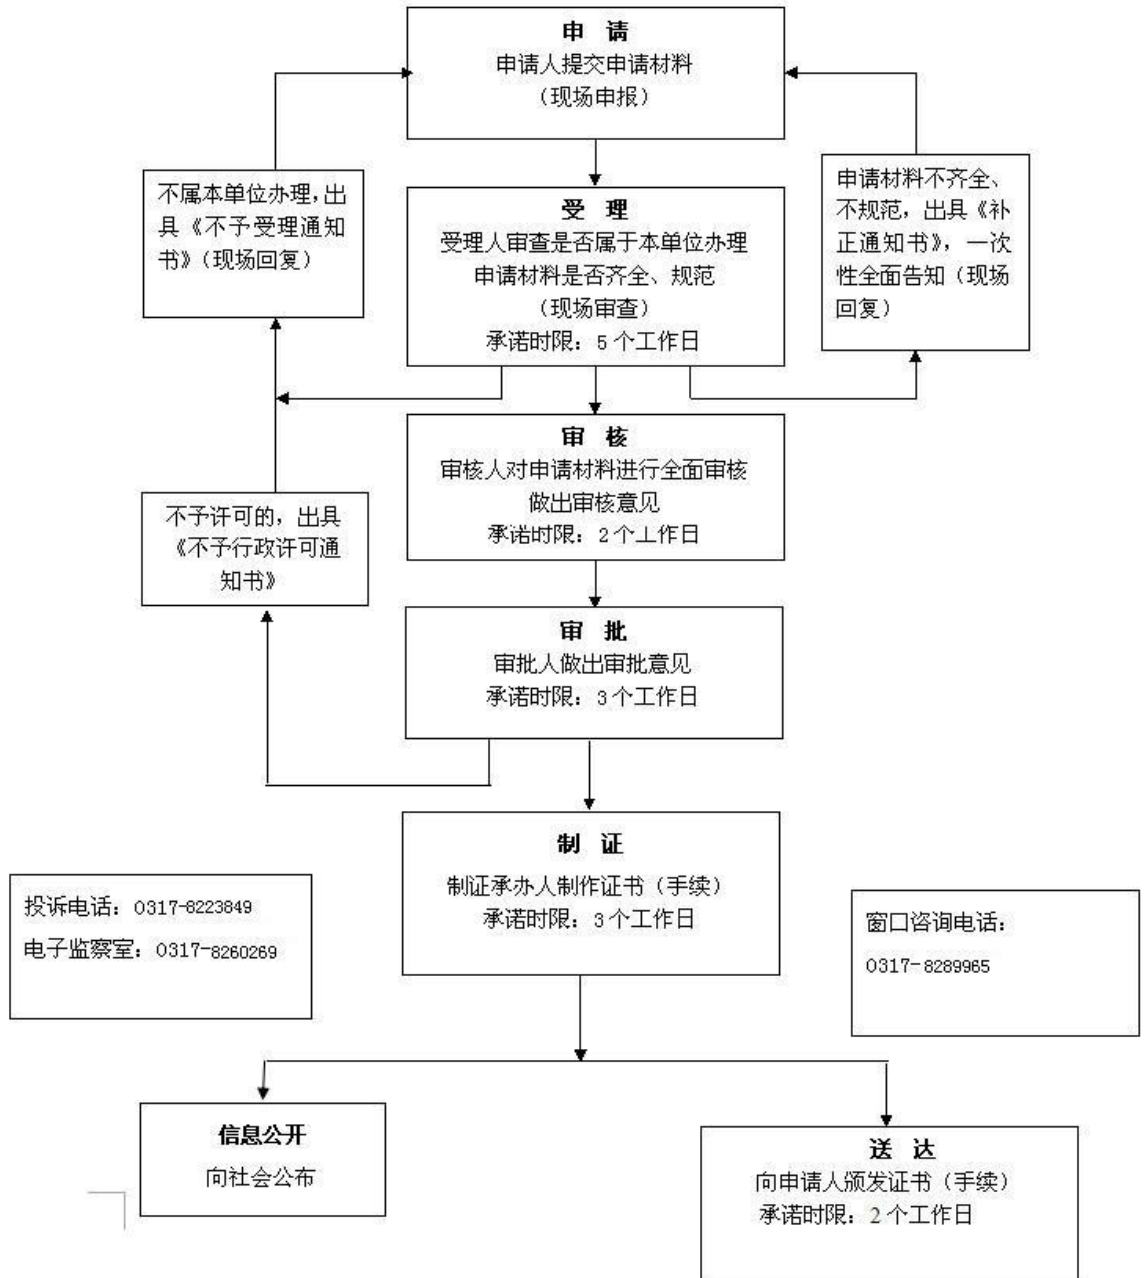 申 请
申请人提交申请材料
（现场申报）
不属本单位办理，出
具《不予受理通知
书》（现场回复）
申请材料不齐全、
不规范，出具《补
正通知书》，一次
性全面告知（现场
回复）
受 理
受理人审查是否属于本单位办理
申请材料是否齐全、规范
（现场审查）
承诺时限：5个工作日
审 核
审核人对申请材料进行全面审核
做出审核意见
承诺时限：2个工作日
不予许可的，出具
《不予行政许可通
知书》
审 批
审批人做出审批意见
承诺时限：3个工作日
制 证
制证承办人制作证书（手续）
承诺时限：3个工作日
投诉电话：0317-8223849
电子监察室：0317-8260269
窗口咨询电话：
0317-8289965
信息公开
向社会公布
送 达
向申请人颁发证书（手续）
承诺时限：2个工作日